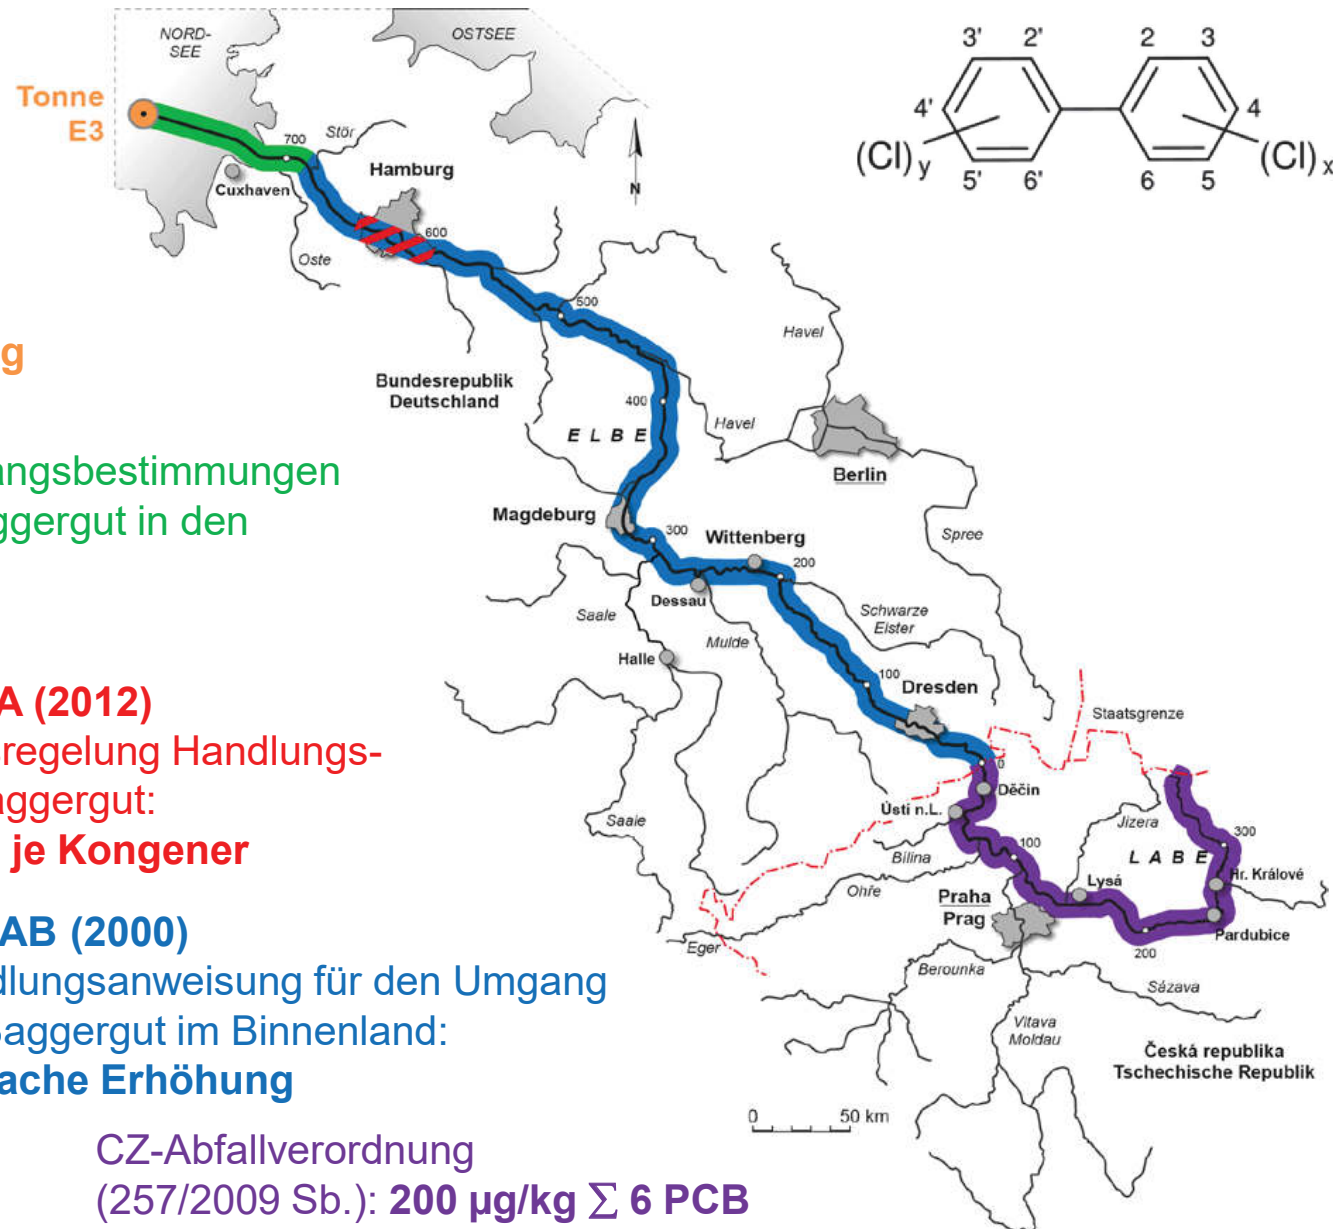 NORD-
SEE
OSTSEE
3' 2' 2 3
4' 4
(Cl) y (Cl) x
5' 6' 6 5
Tonne
E3
700
Stör
Cuxhaven
Hamburg
N
600
Oste
500
Havel
g
Bundesrepublik
Deutschland
400
Havel
E L B E
Berlin
angsbestimmungen
ggergut in den
Magdeburg
300
Wittenberg
200
Spree
Dessau
Saale
Schwarze
Elster
Mulde
Halle
100
Dresden
A (2012)
sregelung Handlungs-
aggergut:
je Kongener
Staatsgrenze
0
Děčín
Ústí n.L.
Saale
Jizera
300
Bílina
100
L A B E
Ohře
Lysá
Hr. Králové
Praha
Prag
Pardubice
Eger
200
AB (2000)
dlungsanweisung für den Umgang
Baggergut im Binnenland:
ache Erhöhung
Berounka
Sázava
Vltava
Moldau
Česká republika
Tschechische Republik
0 50 km
CZ-Abfallverordnung
(257/2009 Sb.): 200 µg/kg ∑ 6 PCB